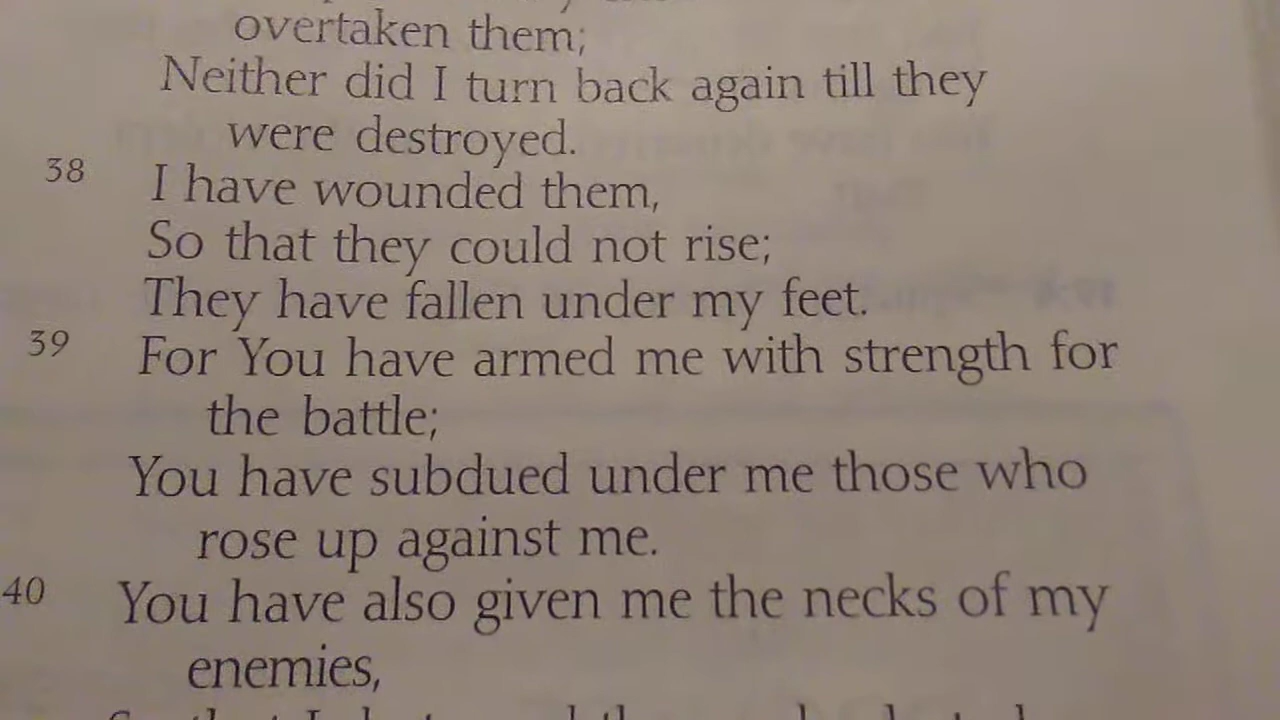 overtaken them;
Neither did I turn back again till they
were destroyed.
38 I have wounded them,
So that they could not rise;
They have fallen under my feet.
39 For You have armed me with strength for
the battle;
You have subdued under me those who
rose up against me.
40 You have also given me the necks of my
enemies,